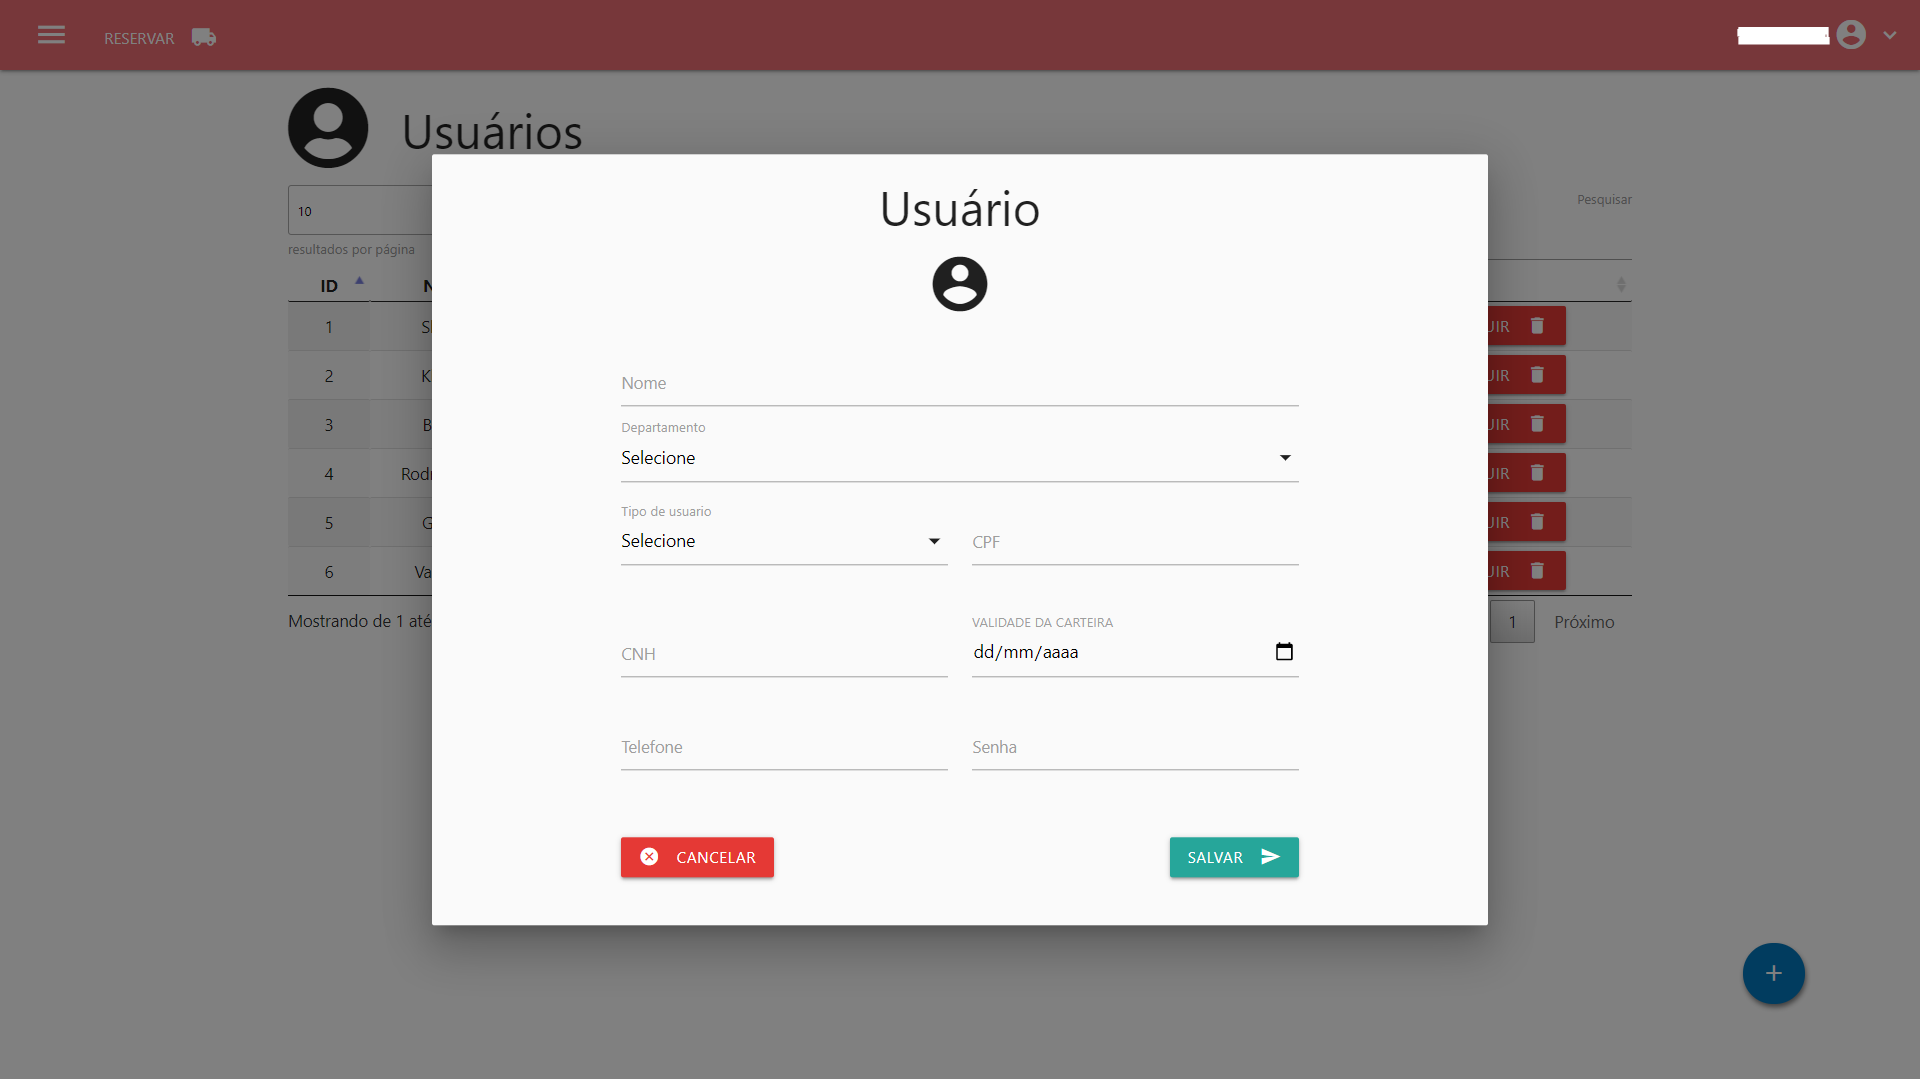 RESERVAR
Usuários
10
resultados por página
Pesquisar
ID
1
2
3
4
5
6
Mostrando de 1 até
1
Próximo
Usuário
Nome
Departamento
Selecione
Tipo de usuario
Selecione
CPF
CNH
VALIDADE DA CARTEIRA
dd/mm/aaaa
Telefone
Senha
CANCELAR
SALVAR